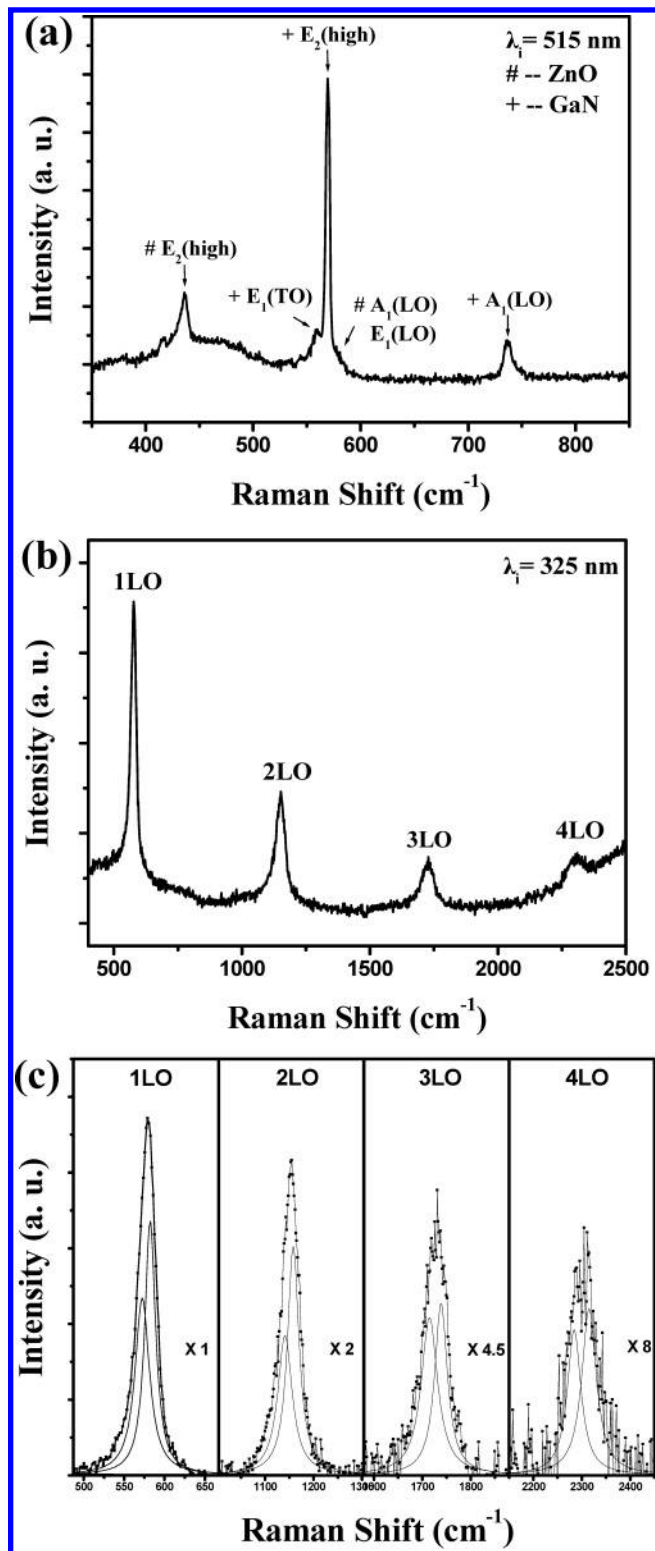 (a)
+ E₂(high)
λᵢ= 515 nm
# -- ZnO
+ -- GaN
# E₂(high)
+ E₁(TO)
# A₁(LO)
E₁(LO)
+ A₁(LO)
Intensity (a. u.)
400 500 600 700 800
Raman Shift (cm⁻¹)
(b)
λᵢ= 325 nm
1LO
2LO
3LO
4LO
Intensity (a. u.)
500 1000 1500 2000 2500
Raman Shift (cm⁻¹)
(c)
1LO 2LO 3LO 4LO
Intensity (a. u.)
X 1 X 2 X 4.5 X 8
500 550 600 650 1100 1200 1600 1700 1800 2200 2300 2400
Raman Shift (cm⁻¹)